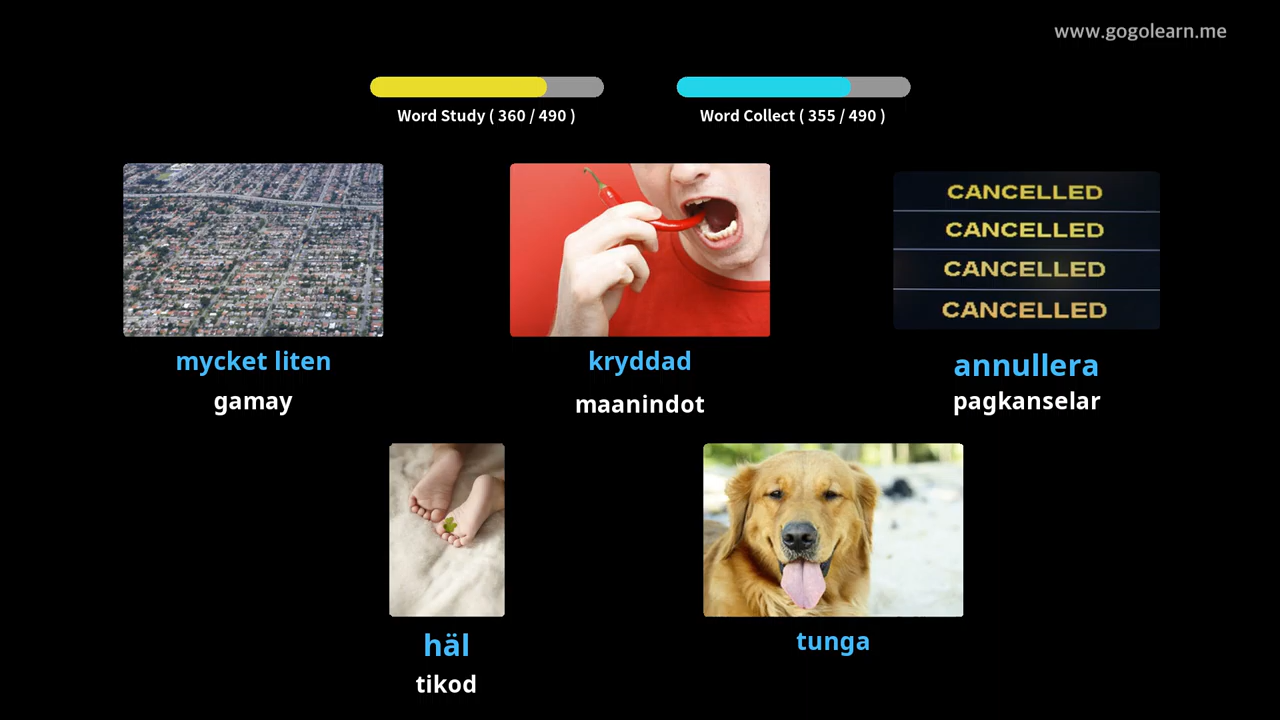 www.gogolearn.me
Word Study ( 360 / 490 )
Word Collect ( 355 / 490 )
CANCELLED
CANCELLED
CANCELLED
CANCELLED
mycket liten
gamay
kryddad
maanindot
annullera
pagkanselar
häl
tikod
tunga